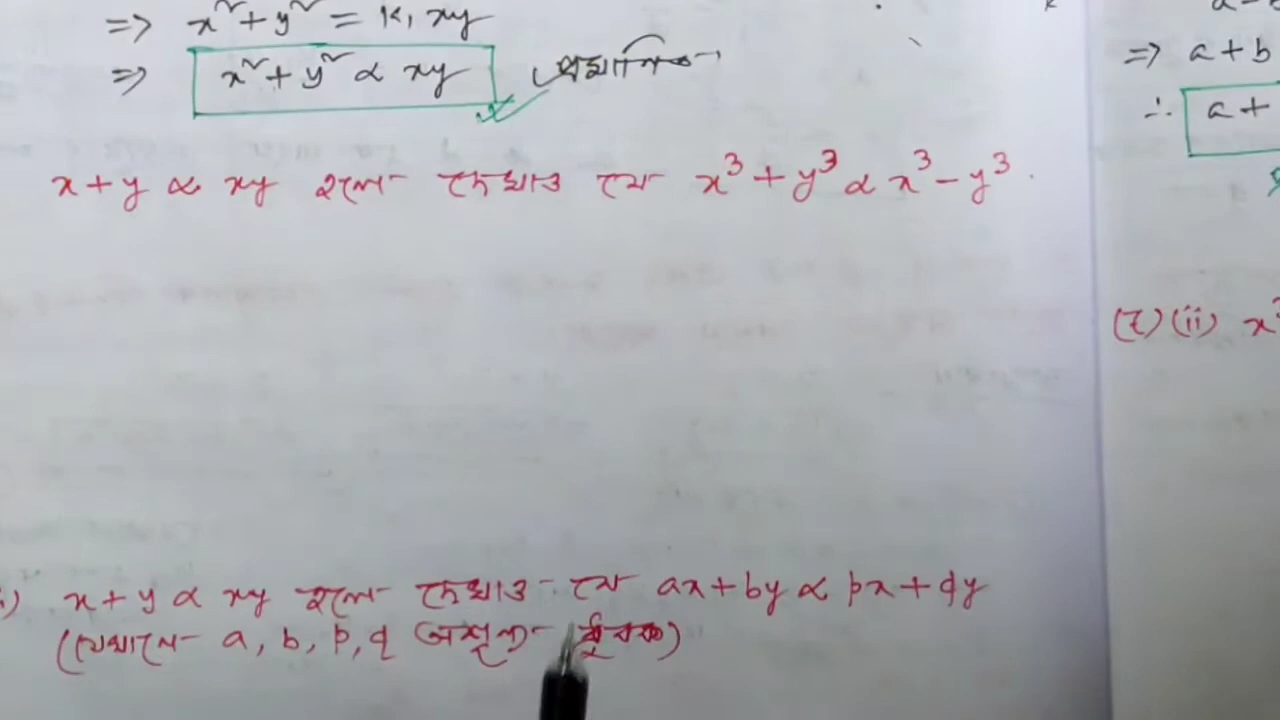 => x² + y² = k₁ xy
=> x² + y² ∝ xy
x + y ∝ xy হলে দেখাও যে x³ + y³ ∝ x³ - y³.
x + y ∝ xy হলে দেখাও যে ax + by ∝ px + qy
(যেখানে a, b, p, q অশূন্য ধ্রুবক)
=> a + b
∴ a +
(ii) x